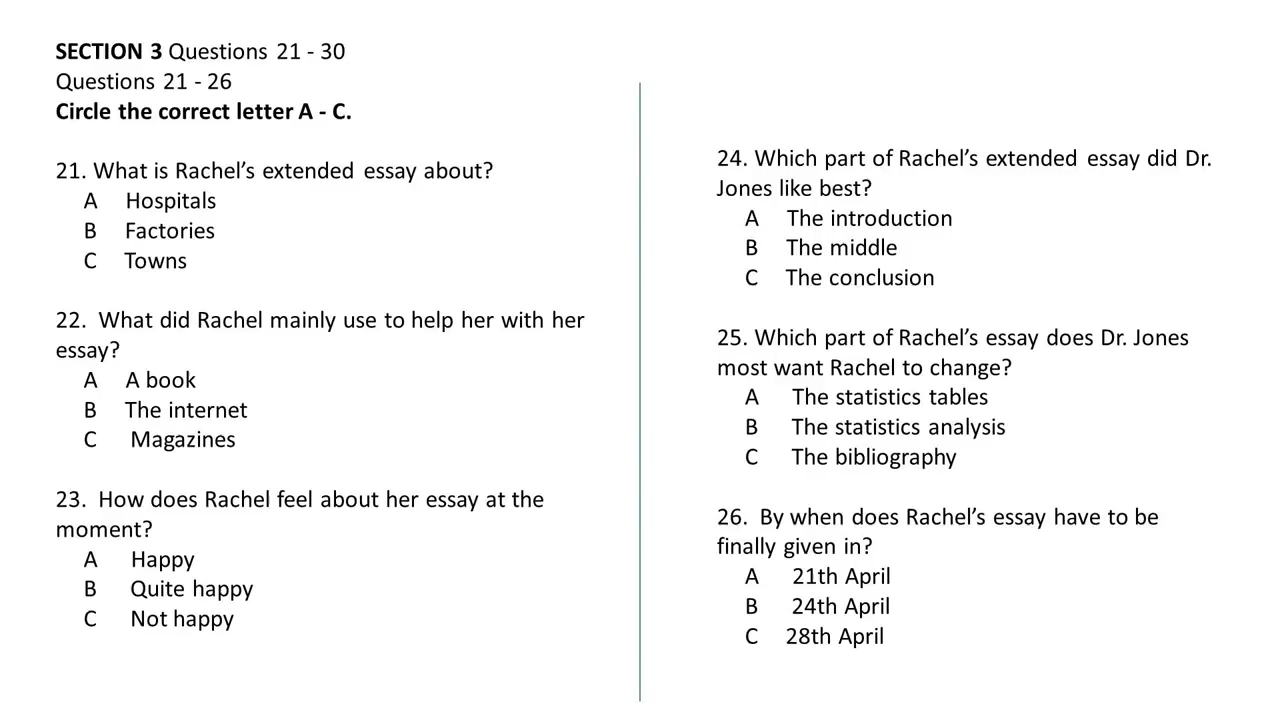 SECTION 3 Questions 21 - 30
Questions 21 - 26
Circle the correct letter A - C.
21. What is Rachel’s extended essay about?
A Hospitals
B Factories
C Towns
22. What did Rachel mainly use to help her with her
essay?
A A book
B The internet
C Magazines
23. How does Rachel feel about her essay at the
moment?
A Happy
B Quite happy
C Not happy
24. Which part of Rachel’s extended essay did Dr.
Jones like best?
A The introduction
B The middle
C The conclusion
25. Which part of Rachel’s essay does Dr. Jones
most want Rachel to change?
A The statistics tables
B The statistics analysis
C The bibliography
26. By when does Rachel’s essay have to be
finally given in?
A 21th April
B 24th April
C 28th April